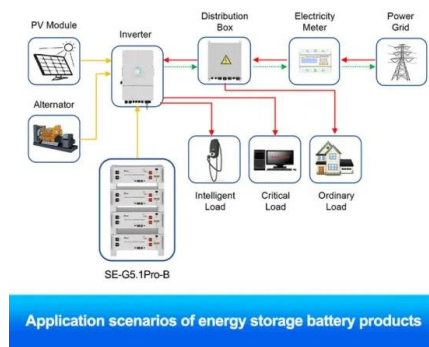 PV Module
Inverter
Distribution
Box
Electricity
Meter
Power
Grid
Alternator
Intelligent
Load
Critical
Load
Ordinary
Load
SE-G5.1Pro-B
Application scenarios of energy storage battery products